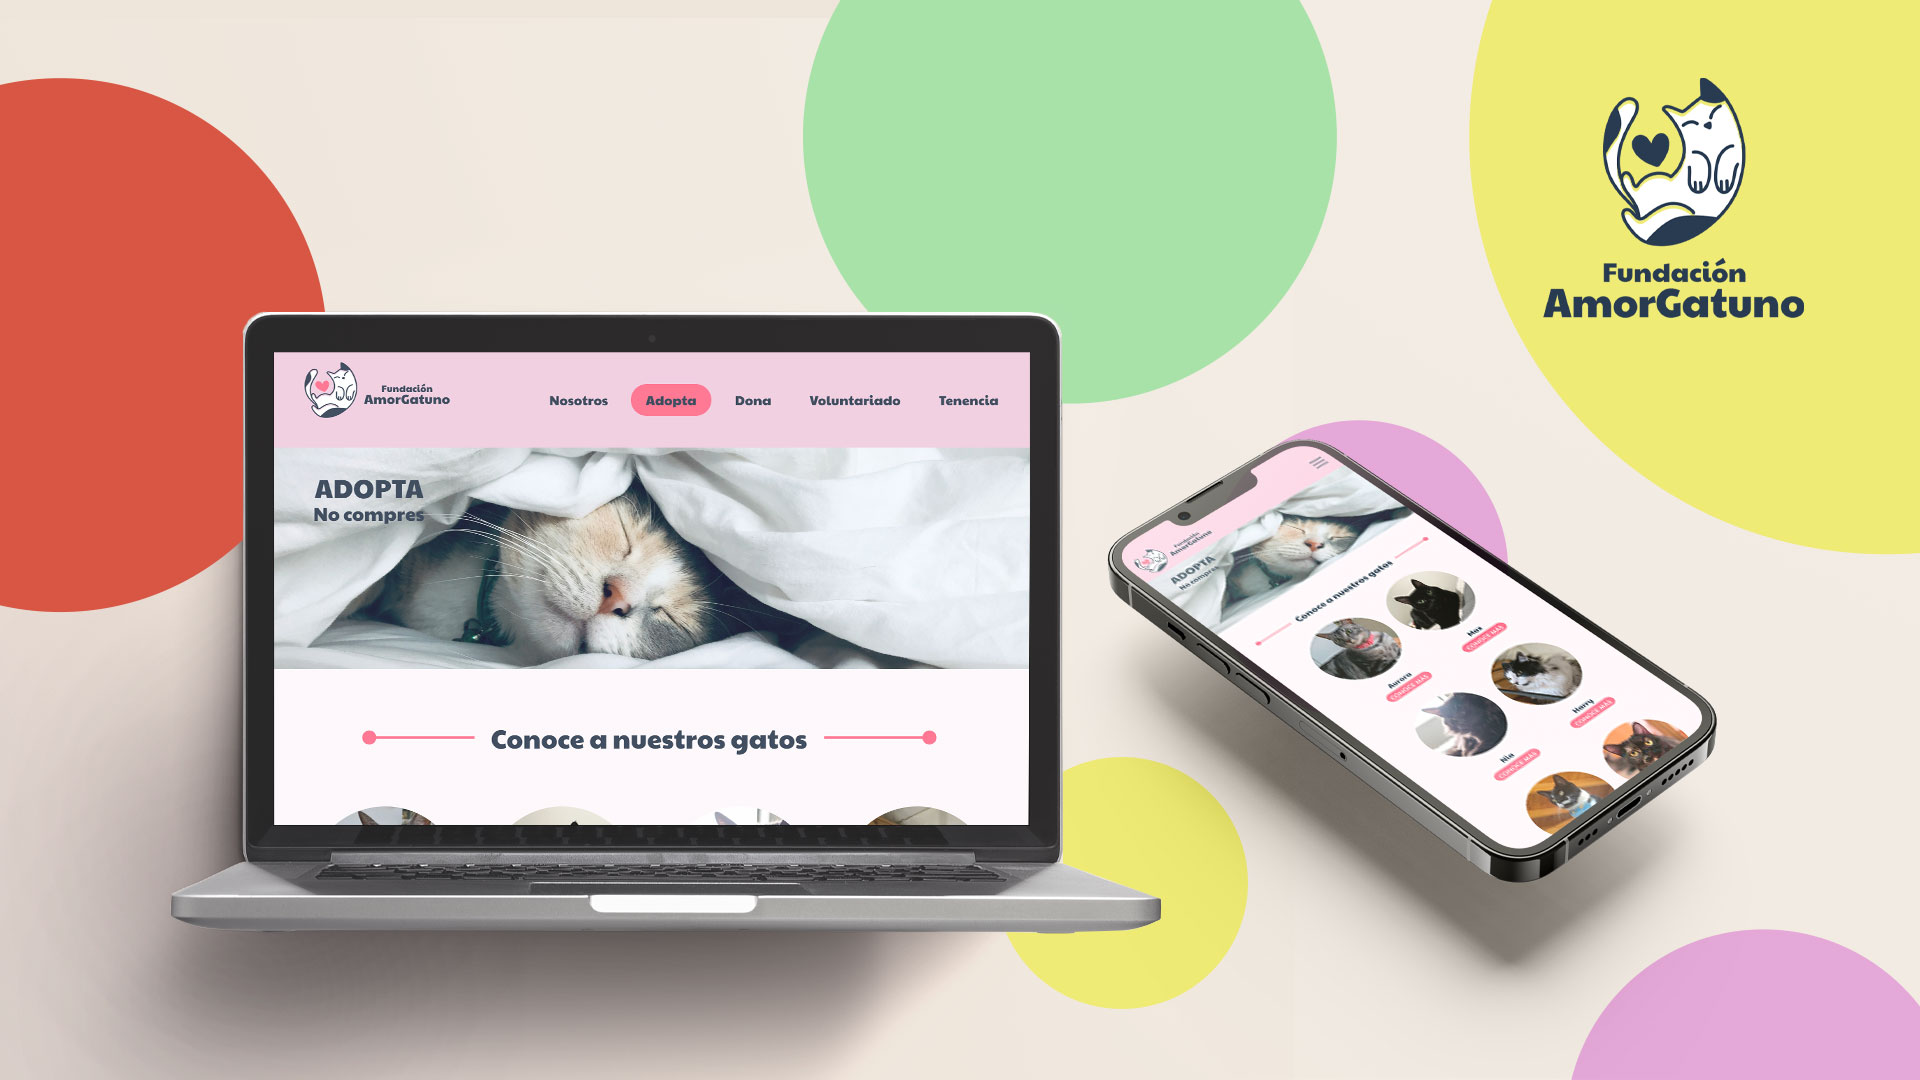 Fundación
AmorGatuno
Fundación
AmorGatuno
Nosotros
Adopta
Dona
Voluntariado
Tenencia
ADOPTA
No compres
Conoce a nuestros gatos
Fundación
AmorGatuno
ADOPTA
No compres
Conoce a nuestros gatos
Max
CONOCE MÁS
Aurora
CONOCE MÁS
Harry
CONOCE MÁS
Nia
CONOCE MÁS